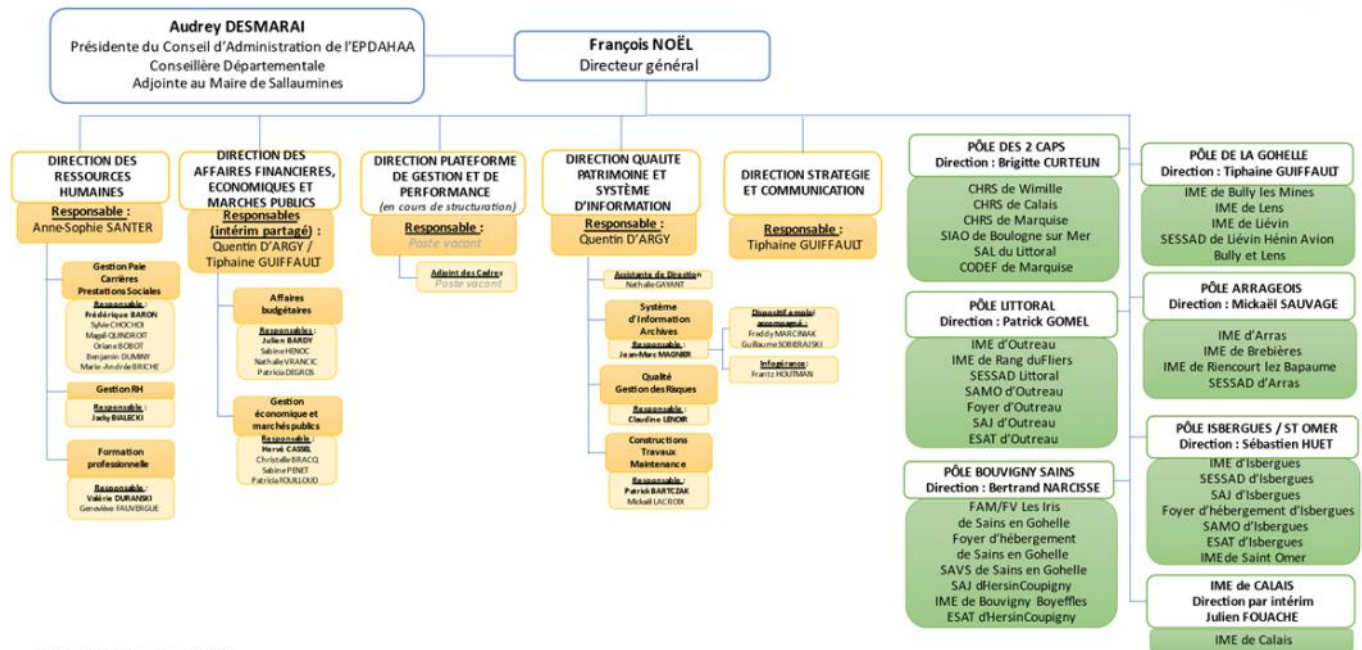 Audrey DESMARAI
Présidente du Conseil d'Administration de l'EPDAHAA
Conseillère Départementale
Adjointe au Maire de Sallaumines
François NOËL
Directeur général
DIRECTION DES
RESSOURCES
HUMAINES
Responsable :
Anne-Sophie SANTER
Gestion Paie
Carrières
Prestations Sociales
Responsable :
Frédérique BARON
Sylvie CHOCHOI
Magali QUINDROIT
Oriane BOBOT
Benjamin DUMINY
Marie-Andrée BRICHE
Gestion RH
Responsable :
Jacky BIALECKI
Formation
professionnelle
Responsable :
Valérie DURANSKI
Geneviève FAUVERGUE
DIRECTION DES
AFFAIRES FINANCIERES,
ECONOMIQUES ET
MARCHES PUBLICS
Responsables
(intérim partagé) :
Quentin D'ARGY /
Tiphaine GUIFFAULT
Affaires
budgétaires
Responsables :
Julien BARDY
Sabine HENOC
Nathalie VRANCIC
Patricia DEGROS
Gestion
économique et
marchés publics
Responsable :
Hervé CASSEL
Christelle BRACQ
Sabine PENET
Patricia FOUILLOUD
DIRECTION PLATEFORME
DE GESTION ET DE
PERFORMANCE
(en cours de structuration)
Responsable :
Poste vacant
Adjoint des Cadres
Poste vacant
DIRECTION QUALITE
PATRIMOINE ET
SYSTÈME
D'INFORMATION
Responsable :
Quentin D'ARGY
Assistante de Direction
Nathalie GAYANT
Système
d'Information
Archives
Responsable :
Jean-Marc MAGNIER
Dispositif emploi
accompagné :
Freddy MARCINIAK
Guillaume SOBIERAJSKI
Infogérance :
Frantz HOUTMAN
Qualité
Gestion des Risques
Responsable :
Claudine LENOIR
Constructions
Travaux
Maintenance
Responsable :
Patrick BARTCZAK
Mickaël LACROIX
DIRECTION STRATEGIE
ET COMMUNICATION
Responsable :
Tiphaine GUIFFAULT
PÔLE DES 2 CAPS
Direction : Brigitte CURTELIN
CHRS de Wimille
CHRS de Calais
CHRS de Marquise
SIAO de Boulogne sur Mer
SAL du Littoral
CODEF de Marquise
PÔLE LITTORAL
Direction : Patrick GOMEL
IME d'Outreau
IME de Rang duFliers
SESSAD Littoral
SAMO d'Outreau
Foyer d'Outreau
SAJ d'Outreau
ESAT d'Outreau
PÔLE BOUVIGNY SAINS
Direction : Bertrand NARCISSE
FAM/FV Les Iris
de Sains en Gohelle
Foyer d'hébergement
de Sains en Gohelle
SAVS de Sains en Gohelle
SAJ dHersinCoupigny
IME de Bouvigny Boyeffles
ESAT dHersinCoupigny
PÔLE DE LA GOHELLE
Direction : Tiphaine GUIFFAULT
IME de Bully les Mines
IME de Lens
IME de Liévin
SESSAD de Liévin Hénin Avion
Bully et Lens
PÔLE ARRAGEOIS
Direction : Mickaël SAUVAGE
IME d'Arras
IME de Brebières
IME de Riencourt lez Bapaume
SESSAD d'Arras
PÔLE ISBERGUES / ST OMER
Direction : Sébastien HUET
IME d'Isbergues
SESSAD d'Isbergues
SAJ d'Isbergues
Foyer d'hébergement d'Isbergues
SAMO d'Isbergues
ESAT d'Isbergues
IME de Saint Omer
IME de CALAIS
Direction par intérim
Julien FOUACHE
IME de Calais